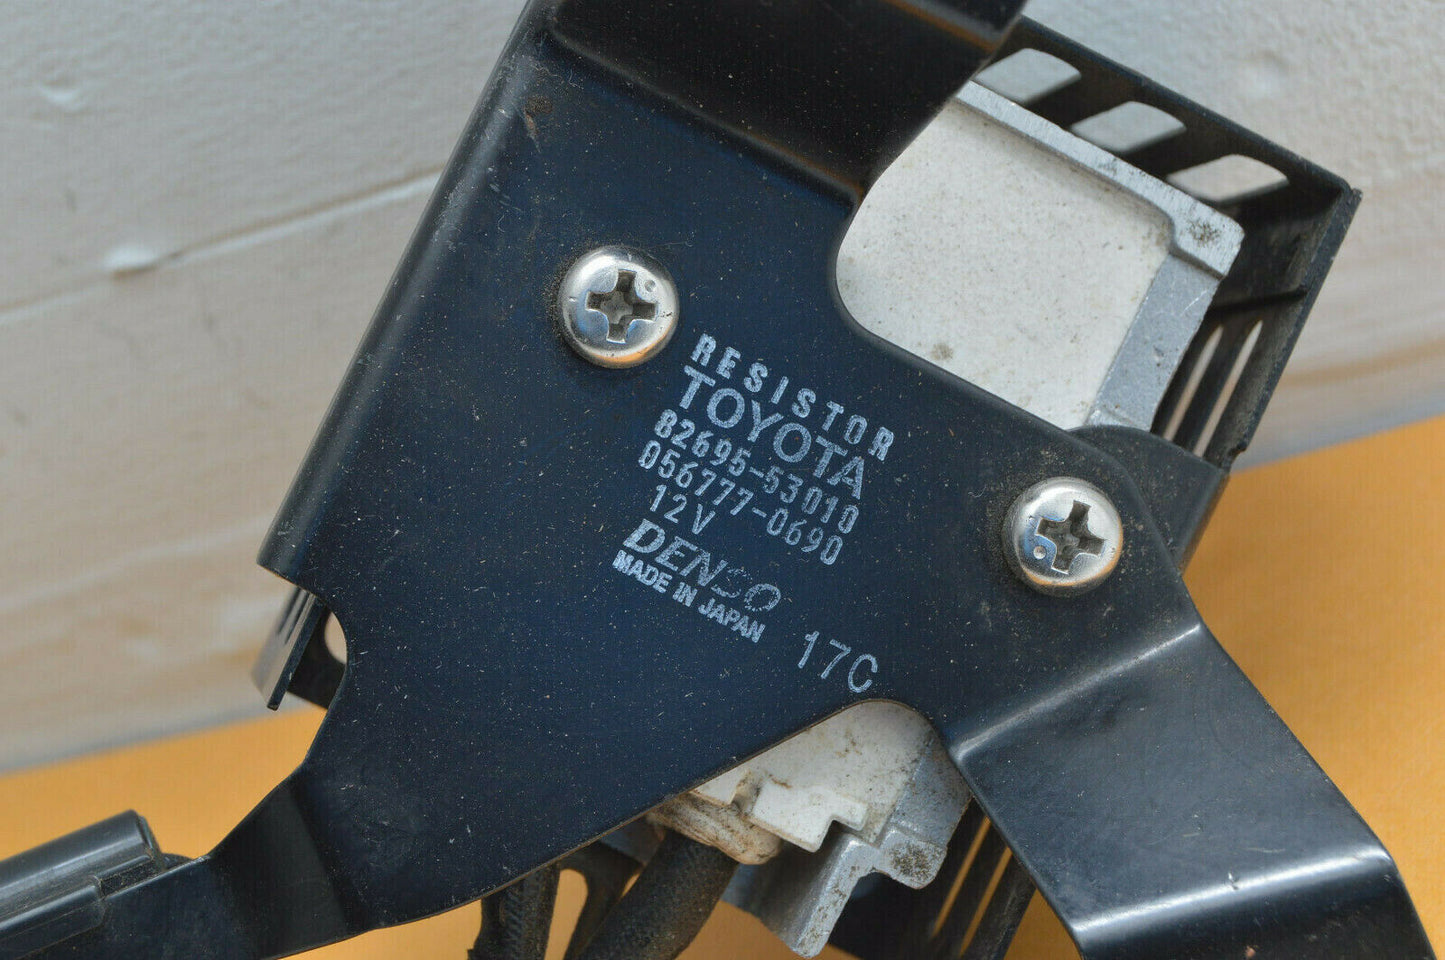 RESISTOR
TOYOTA
82695-53010
056777-0690
12V
DENSO
MADE IN JAPAN
17C